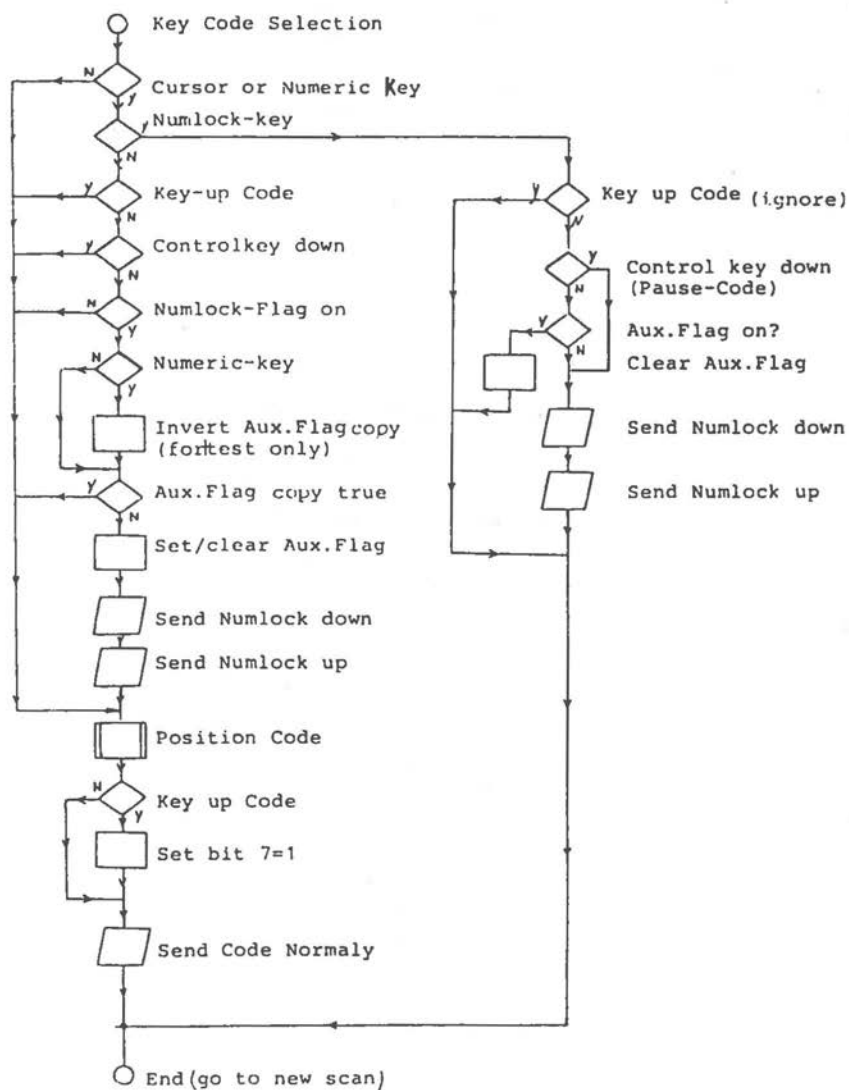 Key Code Selection
N
Cursor or Numeric Key
Y
Numlock-key
Y
N
Y
Key-up Code
N
Y
Controlkey down
N
N
Numlock-Flag on
Y
N
Numeric-key
Y
Invert Aux.Flag copy
(for test only)
Y
Aux.Flag copy true
N
Set/clear Aux.Flag
Send Numlock down
Send Numlock up
Position Code
N
Key up Code
Y
Set bit 7=1
Send Code Normaly
End (go to new scan)
Y
Key up Code (ignore)
N
Y
Control key down
(Pause-Code)
N
Y
Aux.Flag on?
N
Clear Aux.Flag
Send Numlock down
Send Numlock up